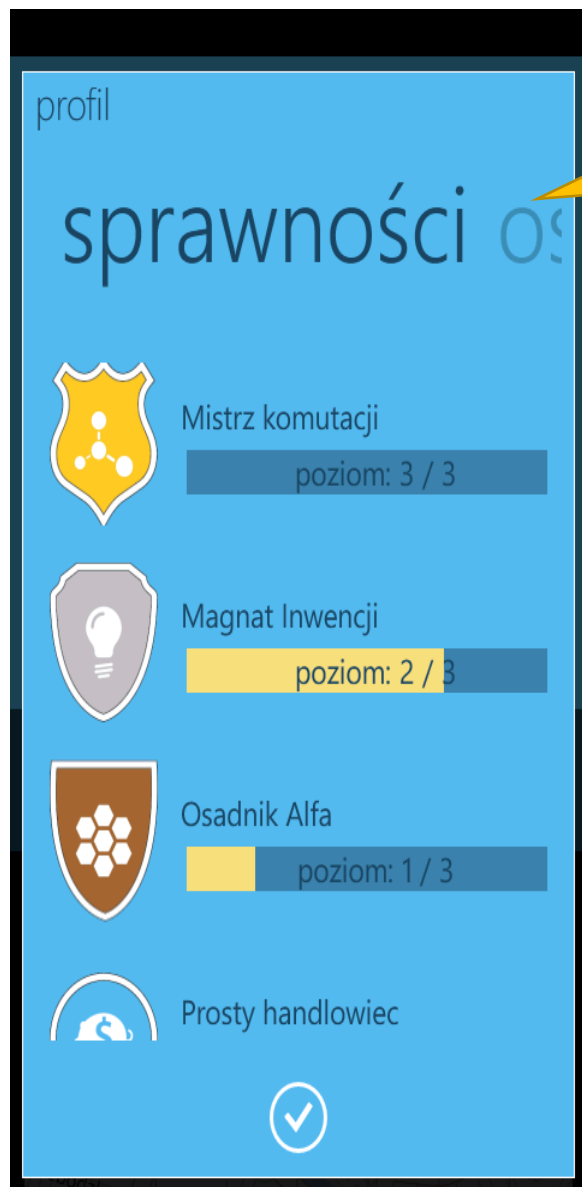 profil
sprawności
Mistrz komutacji
poziom: 3 / 3
Magnat Inwencji
poziom: 2 / 3
Osadnik Alfa
poziom: 1 / 3
Prosty handlowiec